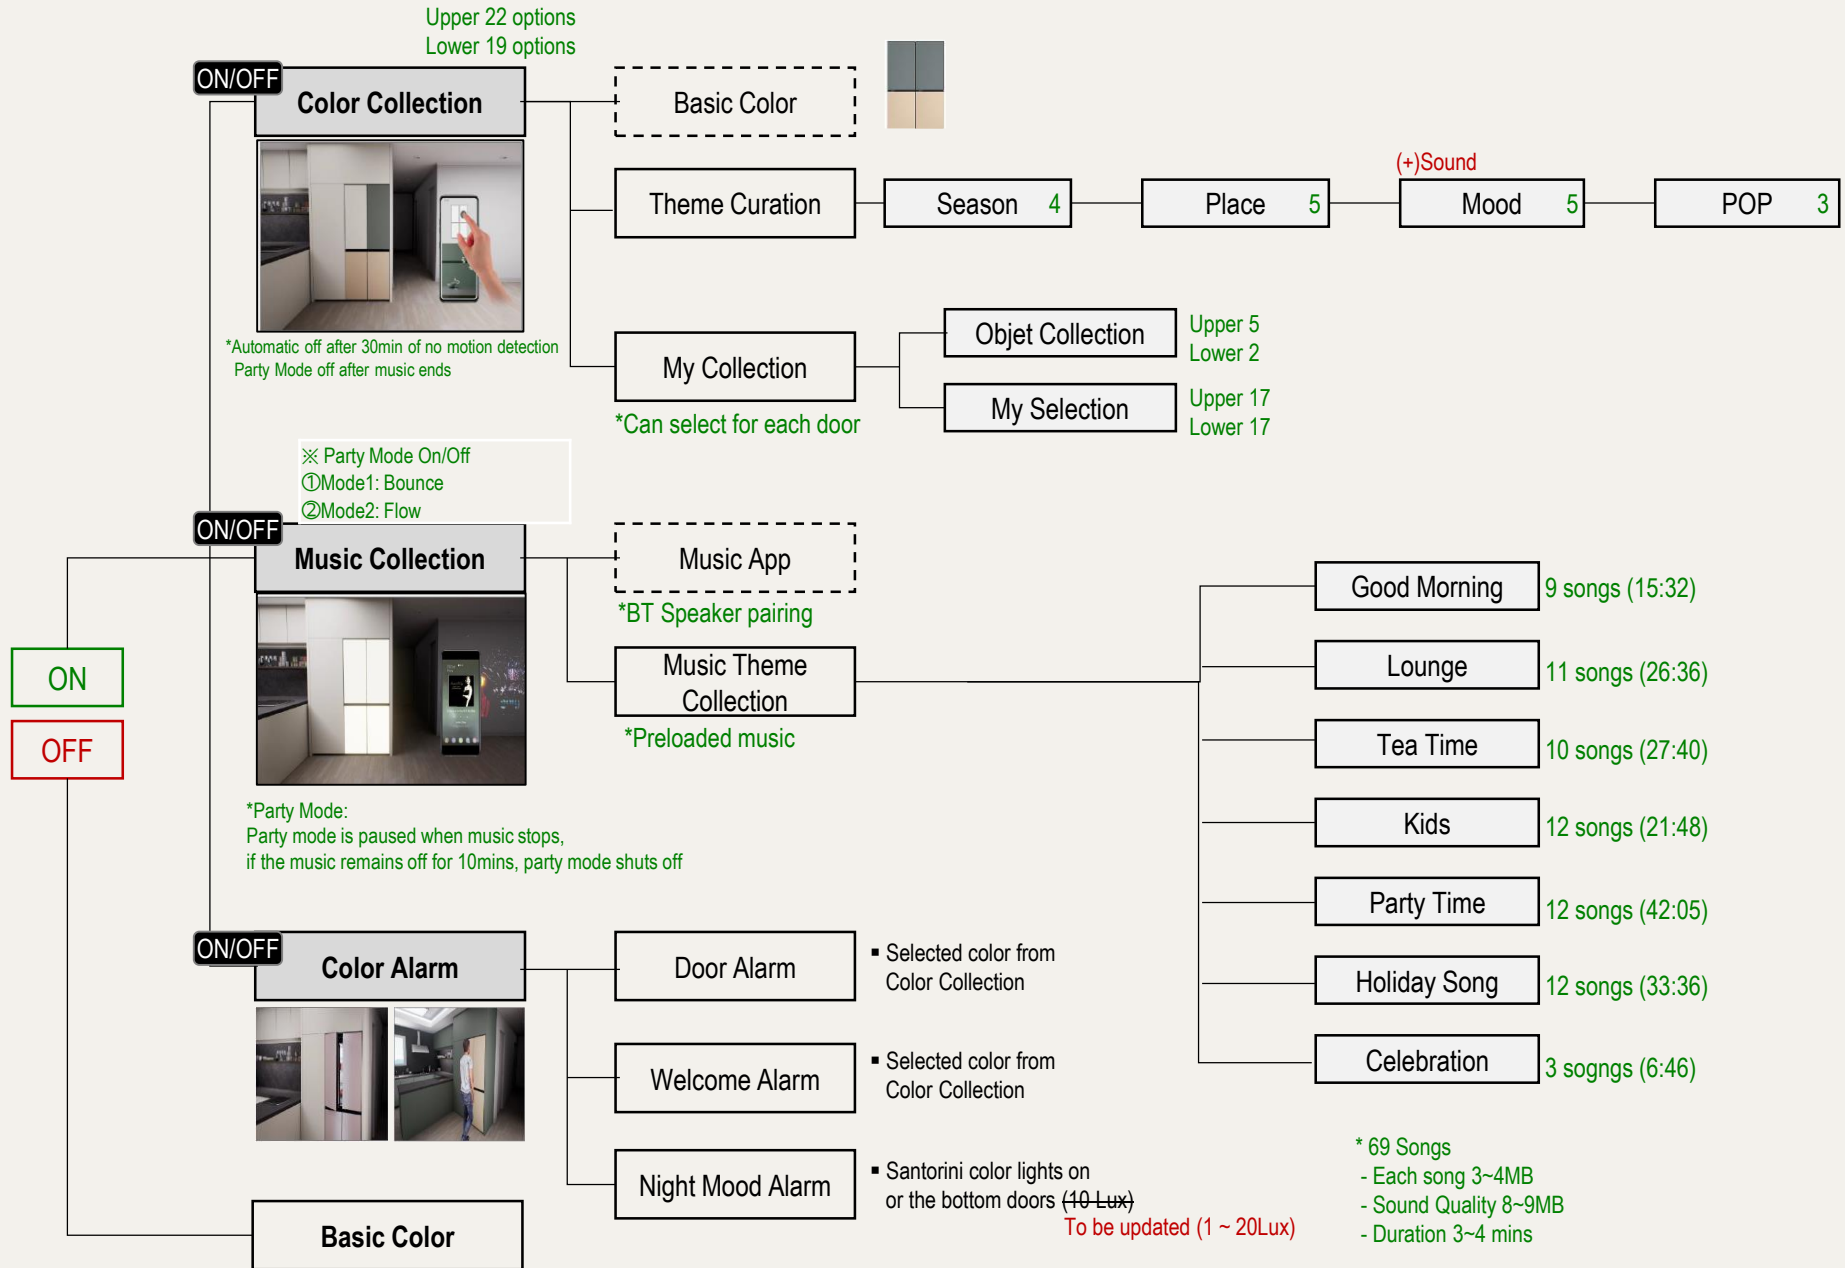 Upper 22 options
Lower 19 options
ON/OFF
Color Collection
Basic Color
Theme Curation
Season 4
Place 5
(+)Sound
Mood 5
POP 3
*Automatic off after 30min of no motion detection
Party Mode off after music ends
My Collection
*Can select for each door
Objet Collection
Upper 5
Lower 2
My Selection
Upper 17
Lower 17
※ Party Mode On/Off
①Mode1: Bounce
②Mode2: Flow
ON/OFF
Music Collection
Music App
*BT Speaker pairing
Music Theme
Collection
*Preloaded music
Good Morning
9 songs (15:32)
Lounge
11 songs (26:36)
Tea Time
10 songs (27:40)
Kids
12 songs (21:48)
Party Time
12 songs (42:05)
Holiday Song
12 songs (33:36)
Celebration
3 sogngs (6:46)
* 69 Songs
- Each song 3~4MB
- Sound Quality 8~9MB
- Duration 3~4 mins
ON
OFF
*Party Mode:
Party mode is paused when music stops,
if the music remains off for 10mins, party mode shuts off
ON/OFF
Color Alarm
Door Alarm
▪ Selected color from
Color Collection
Welcome Alarm
▪ Selected color from
Color Collection
Night Mood Alarm
▪ Santorini color lights on
or the bottom doors (10 Lux)
To be updated (1 ~ 20Lux)
Basic Color